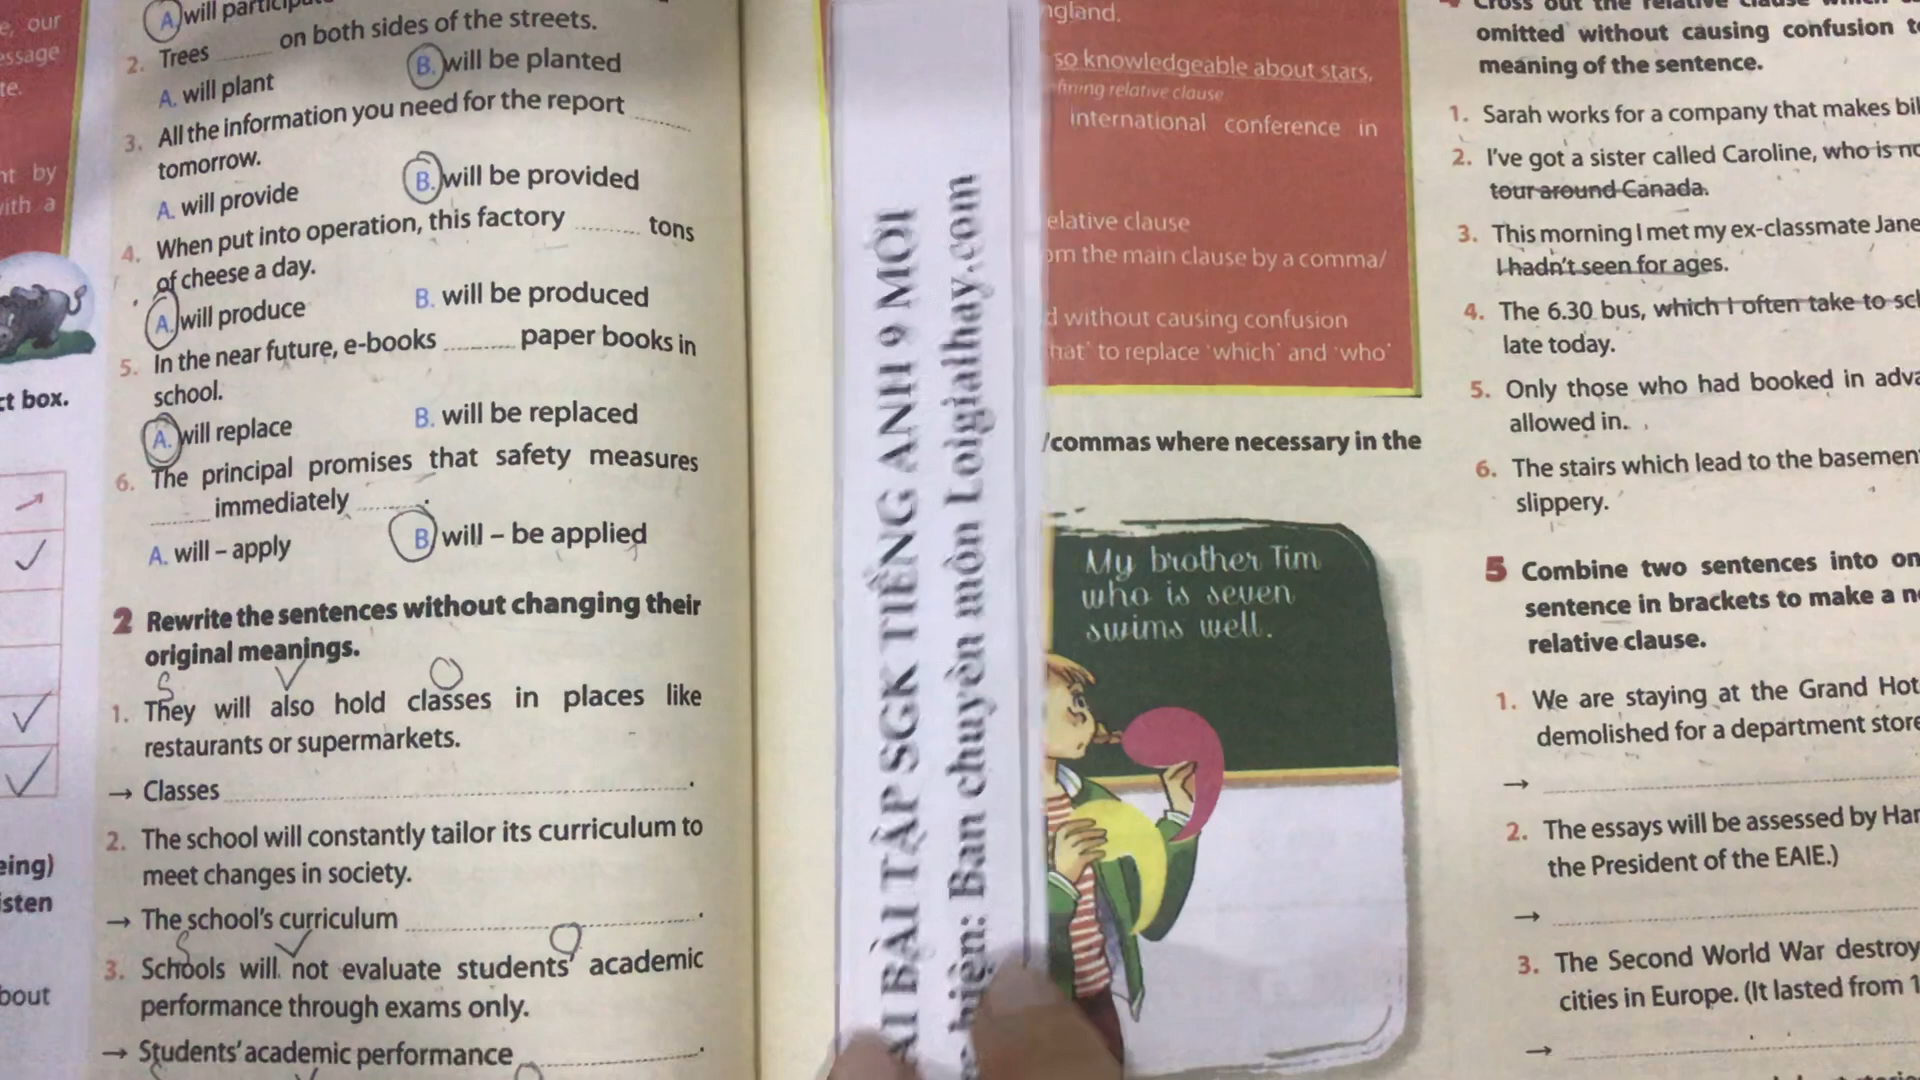 e, our
essage
te.
nt by
with a
ct box.
eing)
isten
bout
A. will
2. Trees ........ on both sides of the streets.
A. will plant B. will be planted
3. All the information you need for the report ........
tomorrow.
A. will provide B. will be provided
4. When put into operation, this factory ........ tons
of cheese a day.
A. will produce B. will be produced
5. In the near future, e-books ........ paper books in
school.
A. will replace B. will be replaced
6. The principal promises that safety measures
........ immediately .........
A. will – apply B. will – be applied
2 Rewrite the sentences without changing their
original meanings.
S V O
1. They will also hold classes in places like
restaurants or supermarkets.
→ Classes ........
2. The school will constantly tailor its curriculum to
meet changes in society.
→ The school's curriculum ........
S V O
3. Schools will not evaluate students' academic
performance through exams only.
→ Students' academic performance ........
ẢI BÀI TẬP SGK TIẾNG ANH 9 MỚI
hiện: Ban chuyên môn Loigiaihay.com
ngland.
so knowledgeable about stars,
fining relative clause
international conference in
elative clause
om the main clause by a comma/
d without causing confusion
hat' to replace 'which' and 'who'
/commas where necessary in the
My brother Tim
who is seven
swims well.
Cross out the relative clause
omitted without causing confusion t
meaning of the sentence.
1. Sarah works for a company that makes bi
2. I've got a sister called Caroline, who is no
tour around Canada.
3. This morning I met my ex-classmate Jane
I hadn't seen for ages.
4. The 6.30 bus, which I often take to sch
late today.
5. Only those who had booked in adva
allowed in.
6. The stairs which lead to the basemen
slippery.
5 Combine two sentences into on
sentence in brackets to make a n
relative clause.
1. We are staying at the Grand Hot
demolished for a department store
→ ........
2. The essays will be assessed by Har
the President of the EAIE.)
→ ........
3. The Second World War destroy
cities in Europe. (It lasted from 1
→ ........